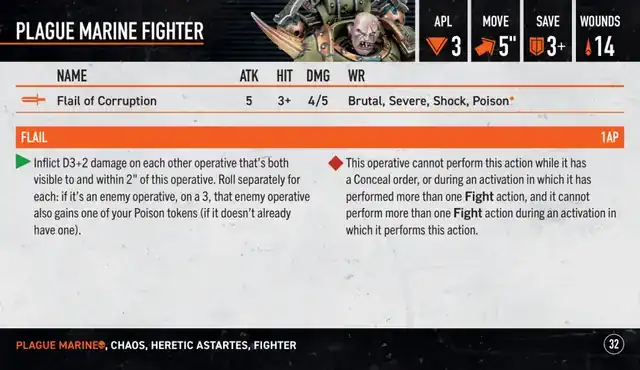 PLAGUE MARINE FIGHTER
APL
3
MOVE
5"
SAVE
3+
WOUNDS
14
NAME ATK HIT DMG WR
Flail of Corruption 5 3+ 4/5 Brutal, Severe, Shock, Poison*
FLAIL 1AP
Inflict D3+2 damage on each other operative that's both
visible to and within 2" of this operative. Roll separately for
each: if it's an enemy operative, on a 3, that enemy operative
also gains one of your Poison tokens (if it doesn't already
have one).
This operative cannot perform this action while it has
a Conceal order, or during an activation in which it has
performed more than one Fight action, and it cannot
perform more than one Fight action during an activation in
which it performs this action.
PLAGUE MARINE, CHAOS, HERETIC ASTARTES, FIGHTER
32